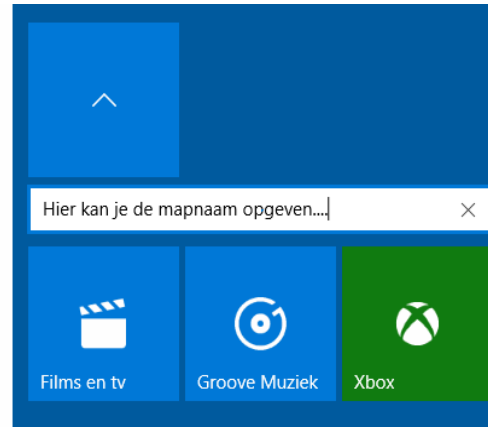 Hier kan je de mapnaam opgeven....
Films en tv
Groove Muziek
Xbox